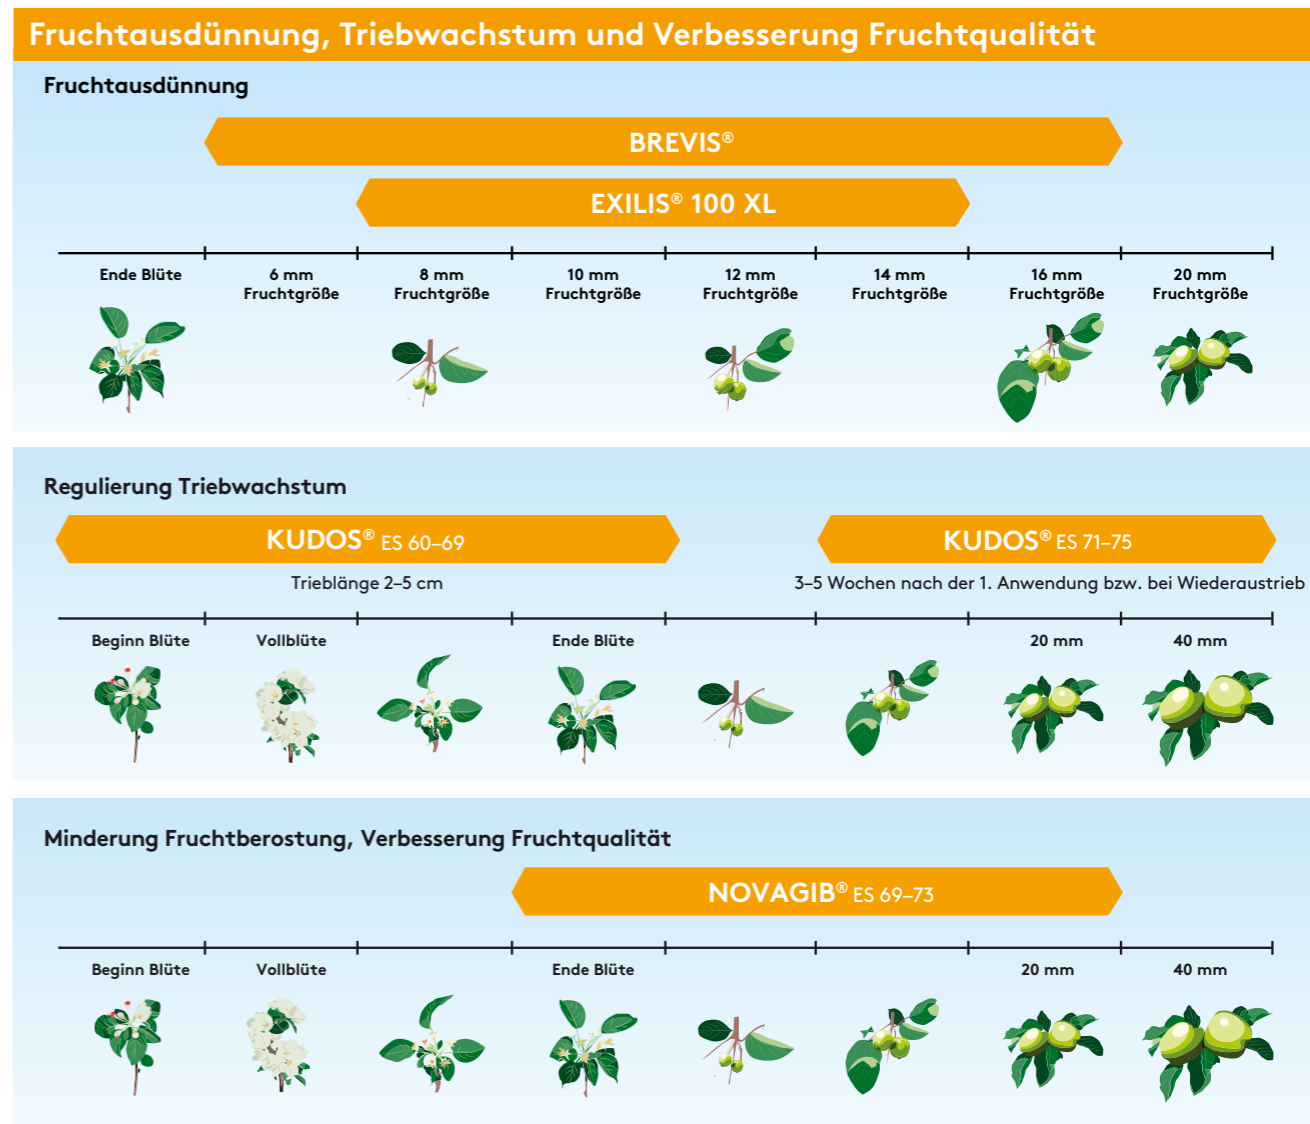 Fruchtausdünnung, Triebwachstum und Verbesserung Fruchtqualität
Fruchtausdünnung
BREVIS®
EXILIS® 100 XL
Ende Blüte 6 mm 8 mm 10 mm 12 mm 14 mm 16 mm 20 mm
Fruchtgröße Fruchtgröße Fruchtgröße Fruchtgröße Fruchtgröße Fruchtgröße Fruchtgröße
Regulierung Triebwachstum
KUDOS® ES 60–69 KUDOS® ES 71–75
Trieblänge 2–5 cm 3–5 Wochen nach der 1. Anwendung bzw. bei Wiederaustrieb
Beginn Blüte Vollblüte Ende Blüte 20 mm 40 mm
Minderung Fruchtberostung, Verbesserung Fruchtqualität
NOVAGIB® ES 69–73
Beginn Blüte Vollblüte Ende Blüte 20 mm 40 mm